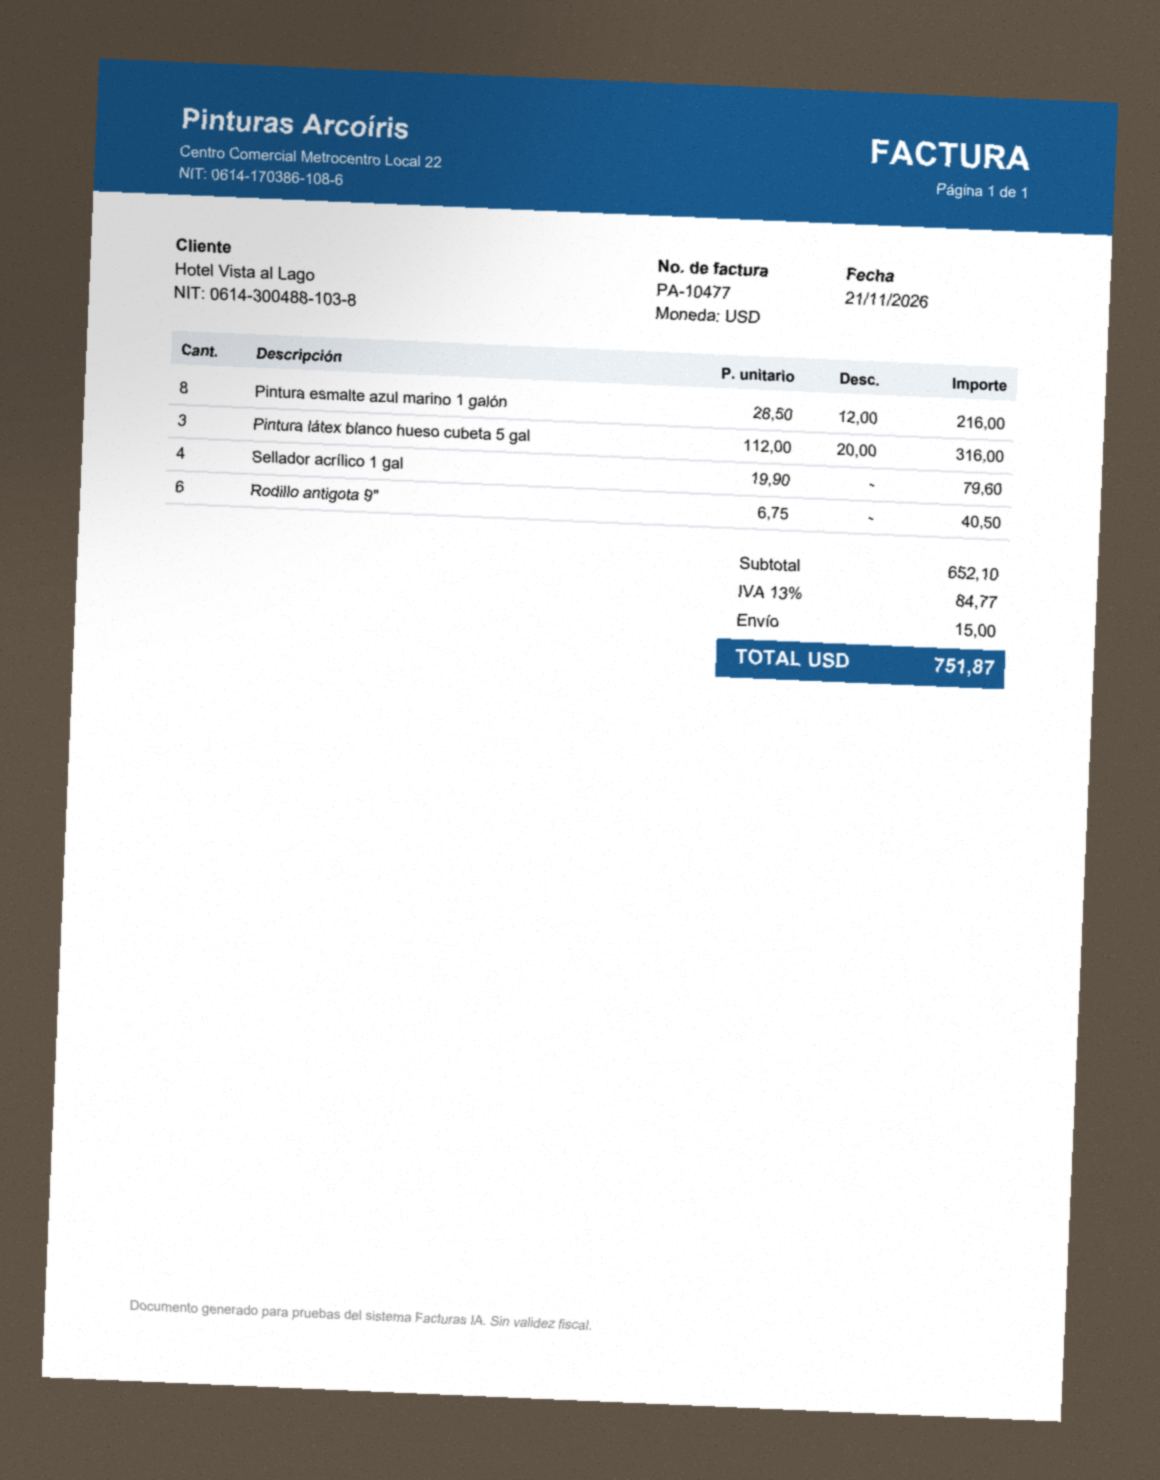 Pinturas Arcoíris
Centro Comercial Metrocentro Local 22
NIT: 0614-170386-108-6
FACTURA
Página 1 de 1
Cliente
Hotel Vista al Lago
NIT: 0614-300488-103-8
No. de factura
PA-10477
Moneda: USD
Fecha
21/11/2026
Cant. Descripción P. unitario Desc. Importe
8 Pintura esmalte azul marino 1 galón 28,50 12,00 216,00
3 Pintura látex blanco hueso cubeta 5 gal 112,00 20,00 316,00
4 Sellador acrílico 1 gal 19,90 - 79,60
6 Rodillo antigota 9" 6,75 - 40,50
Subtotal 652,10
IVA 13% 84,77
Envío 15,00
TOTAL USD 751,87
Documento generado para pruebas del sistema Facturas IA. Sin validez fiscal.